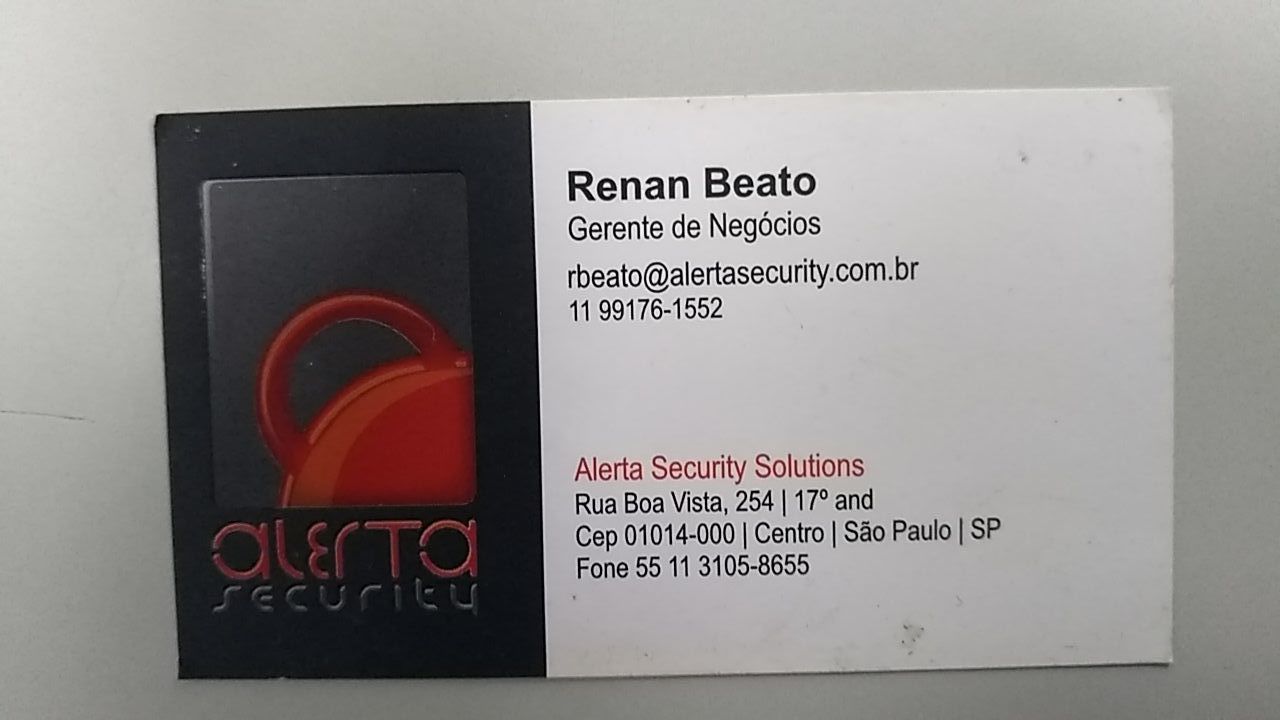 Renan Beato
Gerente de Negócios
rbeato@alertasecurity.com.br
11 99176-1552
Alerta Security Solutions
Rua Boa Vista, 254 | 17º and
Cep 01014-000 | Centro | São Paulo | SP
Fone 55 11 3105-8655
alerta
security